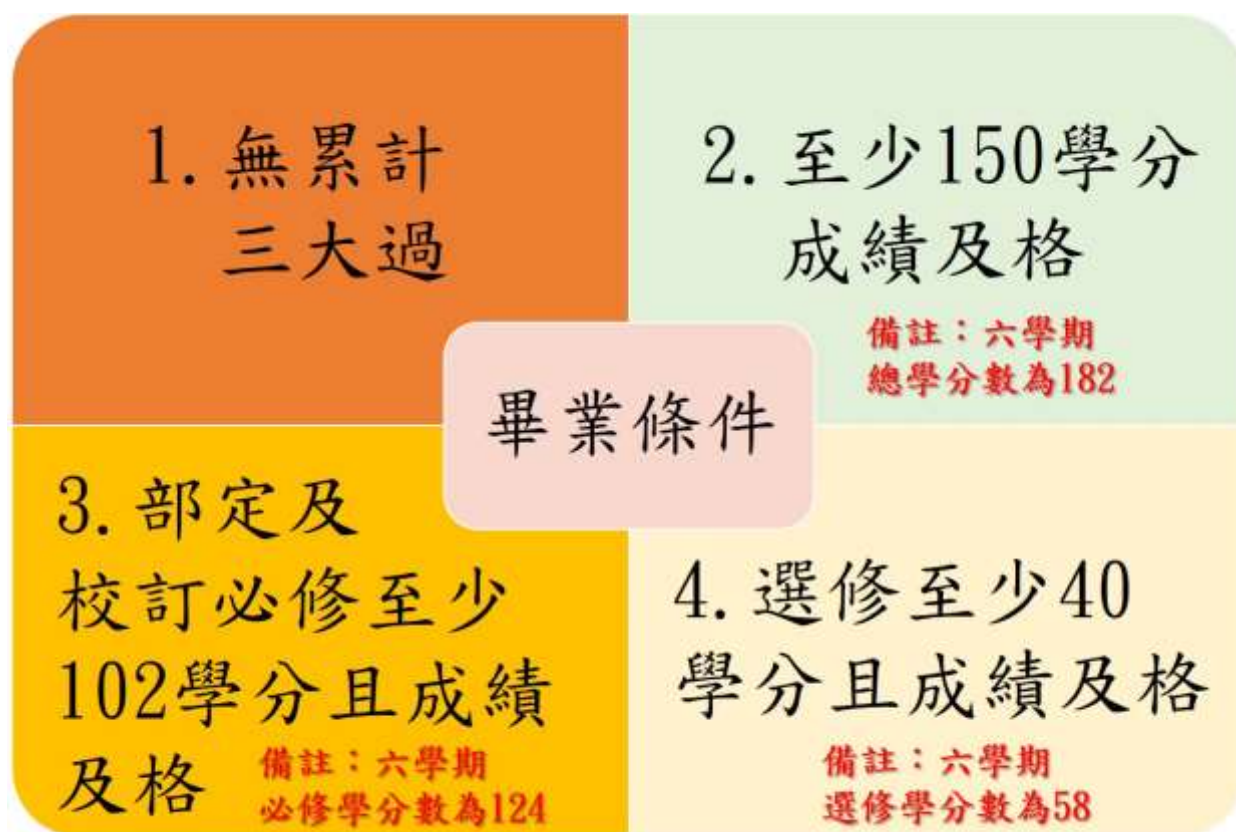 1. 無累計
三大過
2. 至少150學分
成績及格
備註：六學期
總學分數為182
畢業條件
3. 部定及
校訂必修至少
102學分且成績
及格
備註：六學期
必修學分數為124
4. 選修至少40
學分且成績及格
備註：六學期
選修學分數為58